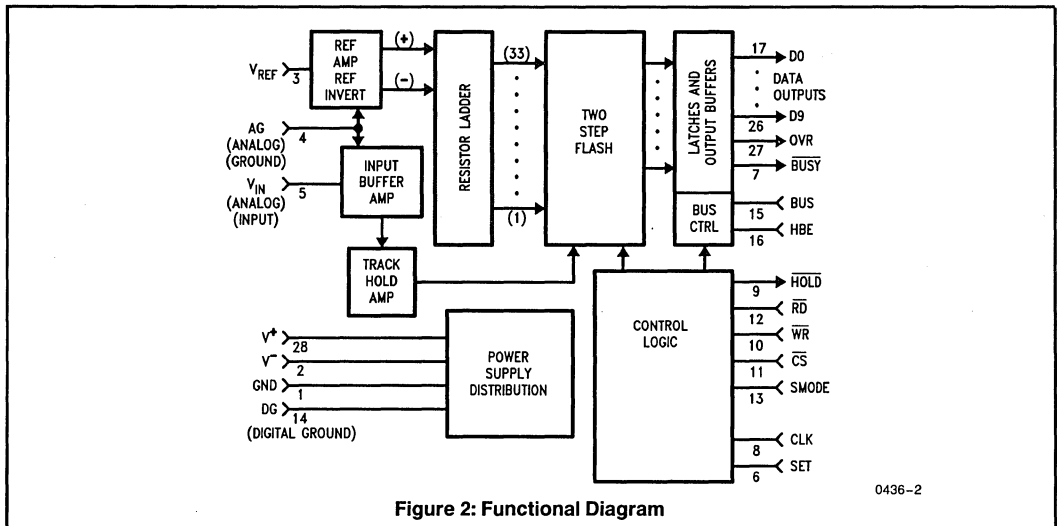 REF
AMP
REF
INVERT
(+)
(-)
VREF
3
AG
4
(ANALOG)
(GROUND)
VIN
5
(ANALOG)
(INPUT)
INPUT
BUFFER
AMP
TRACK
HOLD
AMP
RESISTOR LADDER
(33)
(1)
TWO
STEP
FLASH
LATCHES AND
OUTPUT BUFFERS
BUS
CTRL
17
D0
DATA
OUTPUTS
D9
26
OVR
27
BUSY
7
BUS
15
HBE
16
CONTROL
LOGIC
HOLD
9
RD
12
WR
10
CS
11
SMODE
13
CLK
8
SET
6
V+
28
V-
2
GND
1
DG
14
(DIGITAL GROUND)
POWER
SUPPLY
DISTRIBUTION
0436-2
Figure 2: Functional Diagram